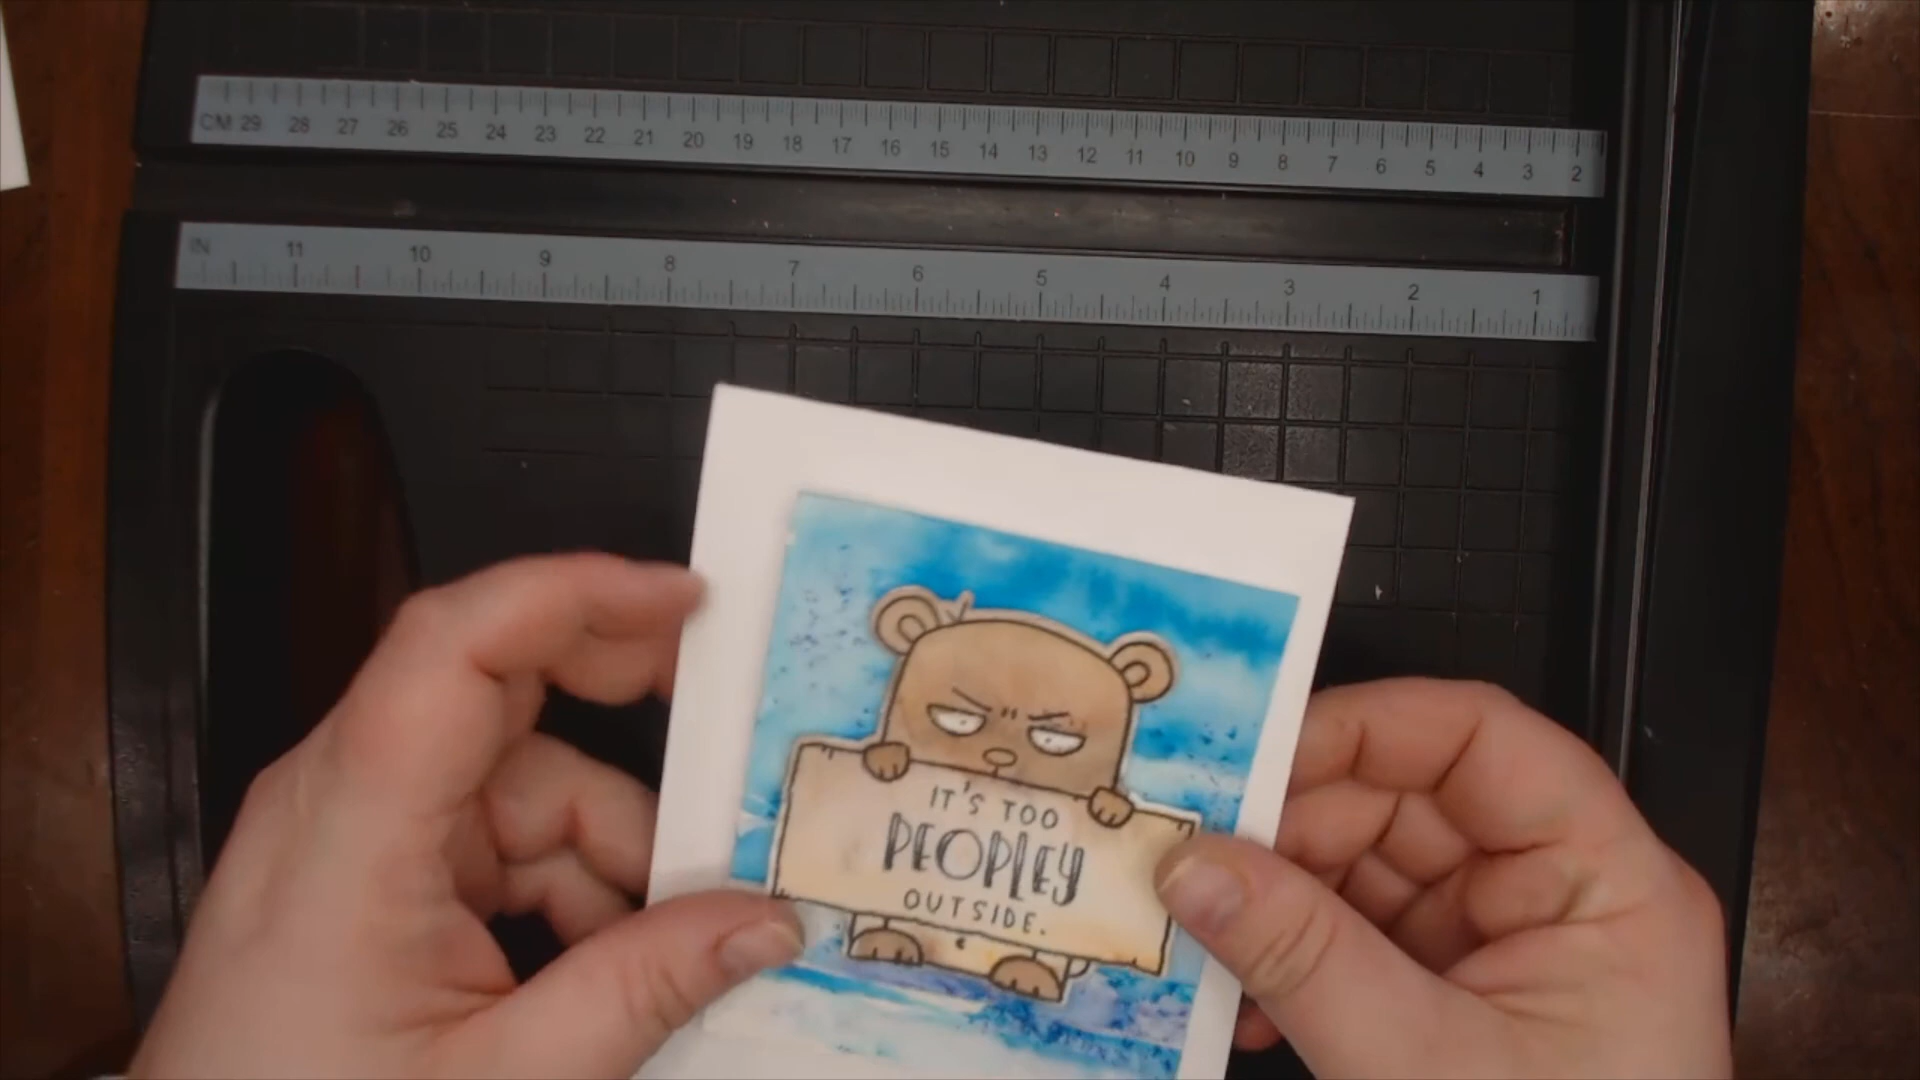 CM 29 28 27 26 25 24 23 22 21 20 19 18 17 16 15 14 13 12 11 10 9 8 7 6 5 4 3 2
IN 11 10 9 8 7 6 5 4 3 2 1
IT'S TOO
PEOPLEY
OUTSIDE.